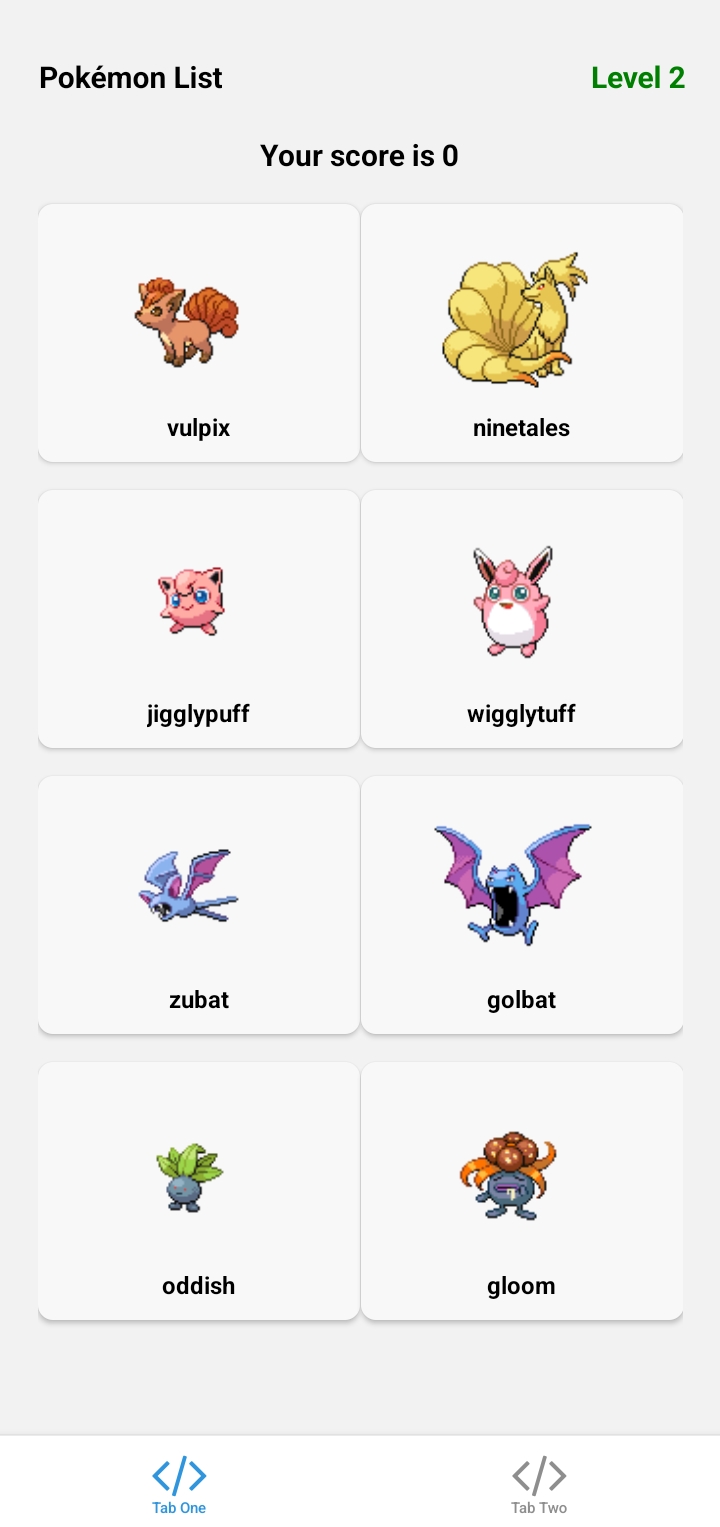 Pokémon List
Level 2
Your score is 0
vulpix
ninetales
jigglypuff
wigglytuff
zubat
golbat
oddish
gloom
Tab One
Tab Two